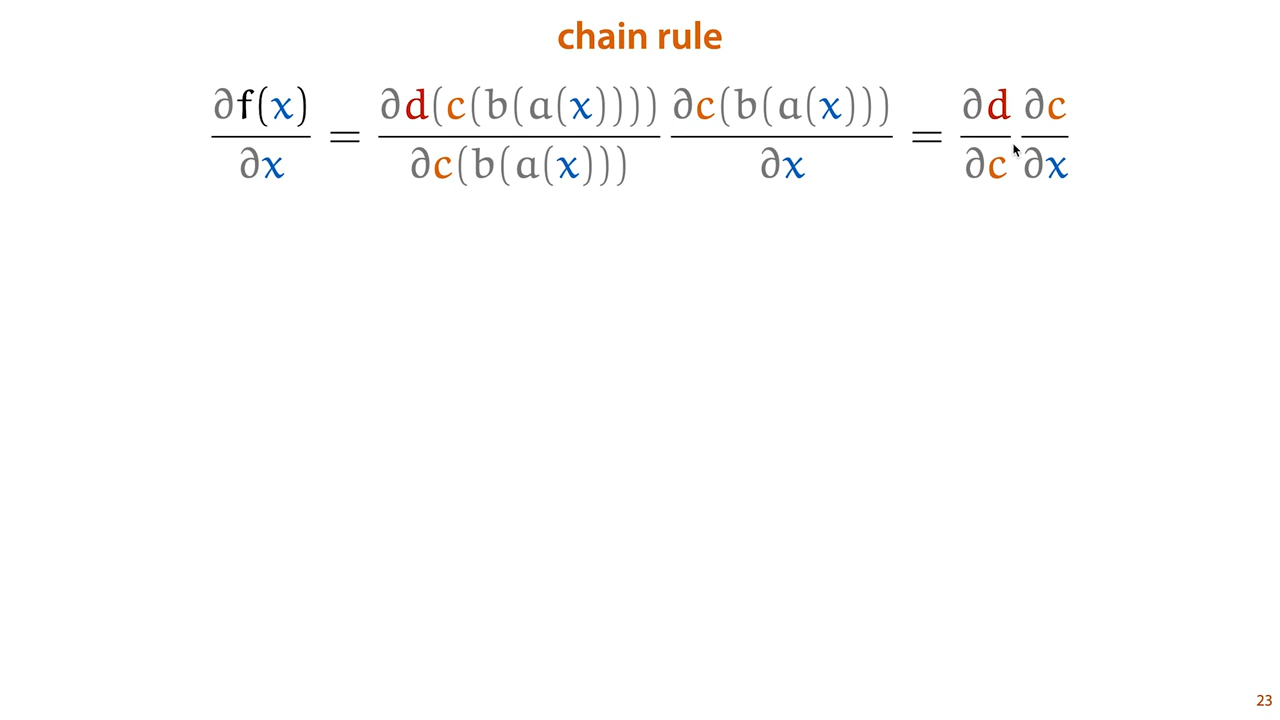 chain rule
∂f(x)/∂x = ∂d(c(b(a(x))))/∂c(b(a(x))) ∂c(b(a(x)))/∂x = ∂d/∂c ∂c/∂x
23